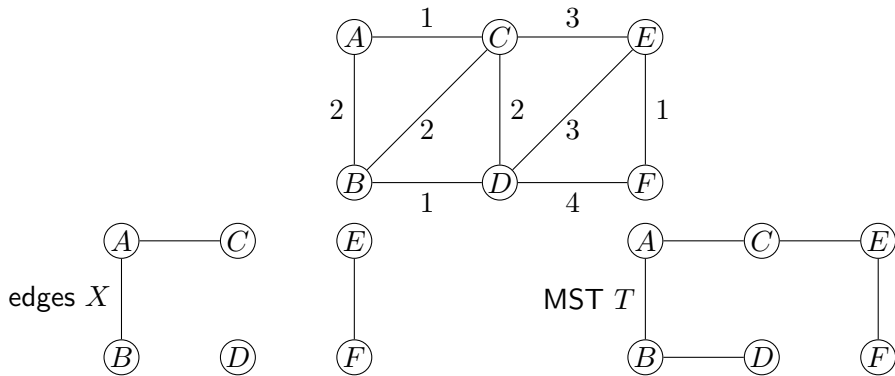 A 1 C 3 E
2 2 2 3 1
B 1 D 4 F
A C E A C E
edges X MST T
B D F B D F